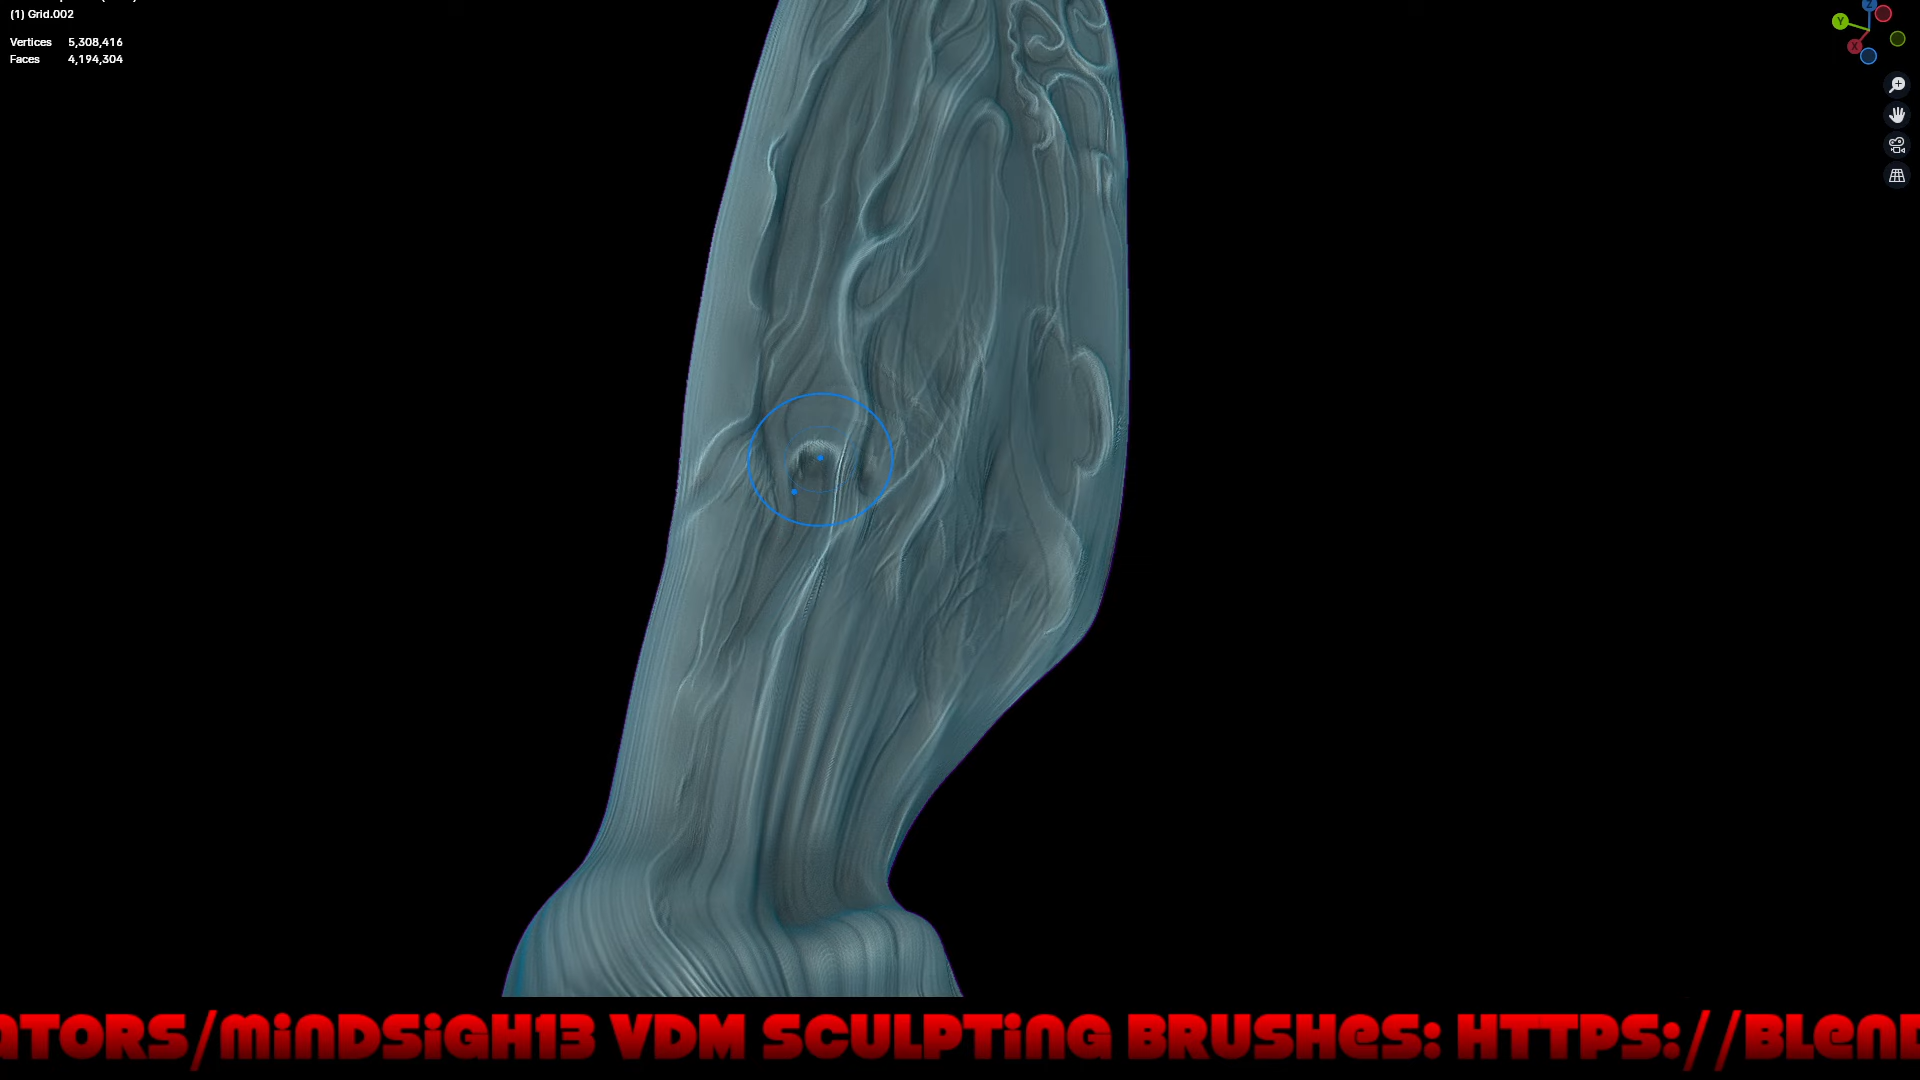 (1) Grid.002
Vertices 5,308,416
Faces 4,194,304
Z
Y
X
ATORS/MINDSIGH13 VDM SCULPTING BRUSHES: HTTPS://BLEND